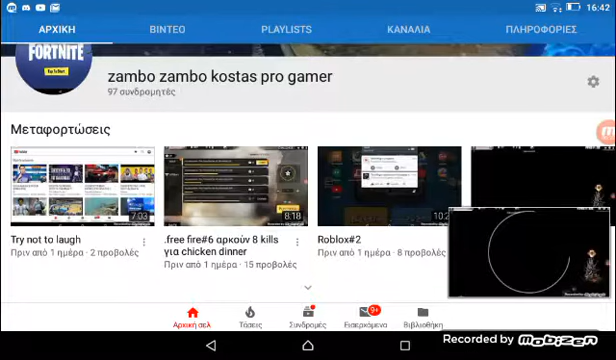 16:42
ΑΡΧΙΚΗ
ΒΙΝΤΕΟ
PLAYLISTS
ΚΑΝΑΛΙΑ
ΠΛΗΡΟΦΟΡΙΕΣ
FORTNITE
zambo zambo kostas pro gamer
97 συνδρομητές
Μεταφορτώσεις
7:03
8:18
10:2
Try not to laugh
Πριν από 1 ημέρα • 2 προβολές
.free fire#6 αρκούν 8 kills
για chicken dinner
Πριν από 1 ημέρα • 15 προβολές
Roblox#2
Πριν από 1 ημέρα • 8 προβολές
9+
Αρχική σελ
Τάσεις
Συνδρομές
Εισερχόμενα
Βιβλιοθήκη
Recorded by mobizen